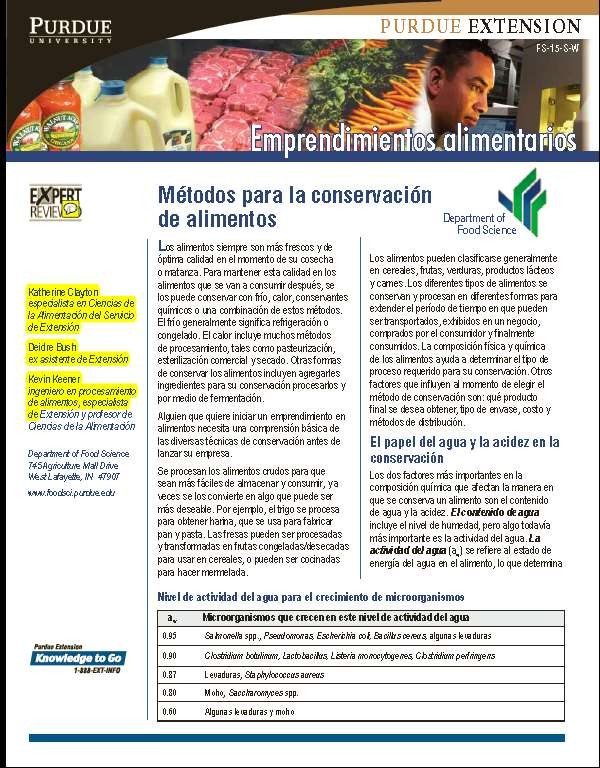 PURDUE
UNIVERSITY
PURDUE EXTENSION
FS-15-S-W
WALNUT ACRES
ORGANIC
Emprendimientos alimentarios
EXPERT
REVIEWED
Métodos para la conservación
de alimentos
Department of
Food Science
Katherine Clayton
especialista en Ciencias de
la Alimentación del Servicio
de Extensión
Deidre Bush
ex asistente de Extensión
Kevin Keener
ingeniero en procesamiento
de alimentos, especialista
de Extensión y profesor de
Ciencias de la Alimentación
Department of Food Science
745 Agriculture Mall Drive
West Lafayette, IN 47907
www.foodsci.purdue.edu
Los alimentos siempre son más frescos y de
óptima calidad en el momento de su cosecha
o matanza. Para mantener esta calidad en los
alimentos que se van a consumir después, se
los puede conservar con frío, calor, conservantes
químicos o una combinación de estos métodos.
El frío generalmente significa refrigeración o
congelado. El calor incluye muchos métodos
de procesamiento, tales como pasteurización,
esterilización comercial y secado. Otras formas
de conservar los alimentos incluyen agregarles
ingredientes para su conservación procesarlos y
por medio de fermentación.
Alguien que quiere iniciar un emprendimiento en
alimentos necesita una comprensión básica de
las diversas técnicas de conservación antes de
lanzar su empresa.
Se procesan los alimentos crudos para que
sean más fáciles de almacenar y consumir, y a
veces se los convierte en algo que puede ser
más deseable. Por ejemplo, el trigo se procesa
para obtener harina, que se usa para fabricar
pan y pasta. Las fresas pueden ser procesadas
y transformadas en frutas congeladas/desecadas
para usar en cereales, o pueden ser cocinadas
para hacer mermelada.
Los alimentos pueden clasificarse generalmente
en cereales, frutas, verduras, productos lácteos
y carnes. Los diferentes tipos de alimentos se
conservan y procesan en diferentes formas para
extender el período de tiempo en que pueden
ser transportados, exhibidos en un negocio,
comprados por el consumidor y finalmente
consumidos. La composición física y química
de los alimentos ayuda a determinar el tipo de
proceso requerido para su conservación. Otros
factores que influyen al momento de elegir el
método de conservación son: qué producto
final se desea obtener, tipo de envase, costo y
métodos de distribución.
El papel del agua y la acidez en la
conservación
Los dos factores más importantes en la
composición química que afectan la manera en
que se conserva un alimento son el contenido
de agua y la acidez. El contenido de agua
incluye el nivel de humedad, pero algo todavía
más importante es la actividad del agua. La
actividad del agua (aw) se refiere al estado de
energía del agua en el alimento, lo que determina
Nivel de actividad del agua para el crecimiento de microorganismos
aw Microorganismos que crecen en este nivel de actividad del agua
0.95 Salmonella spp., Pseudomonas, Escherichia coli, Bacillus cereus, algunas levaduras
0.90 Clostridium botulinum, Lactobacillus, Listeria monocytogenes, Clostridium perfringens
0.87 Levaduras, Staphylococcus aureus
0.80 Moho, Saccharomyces spp.
0.60 Algunas levaduras y moho
Purdue Extension
Knowledge to Go
1-888-EXT-INFO